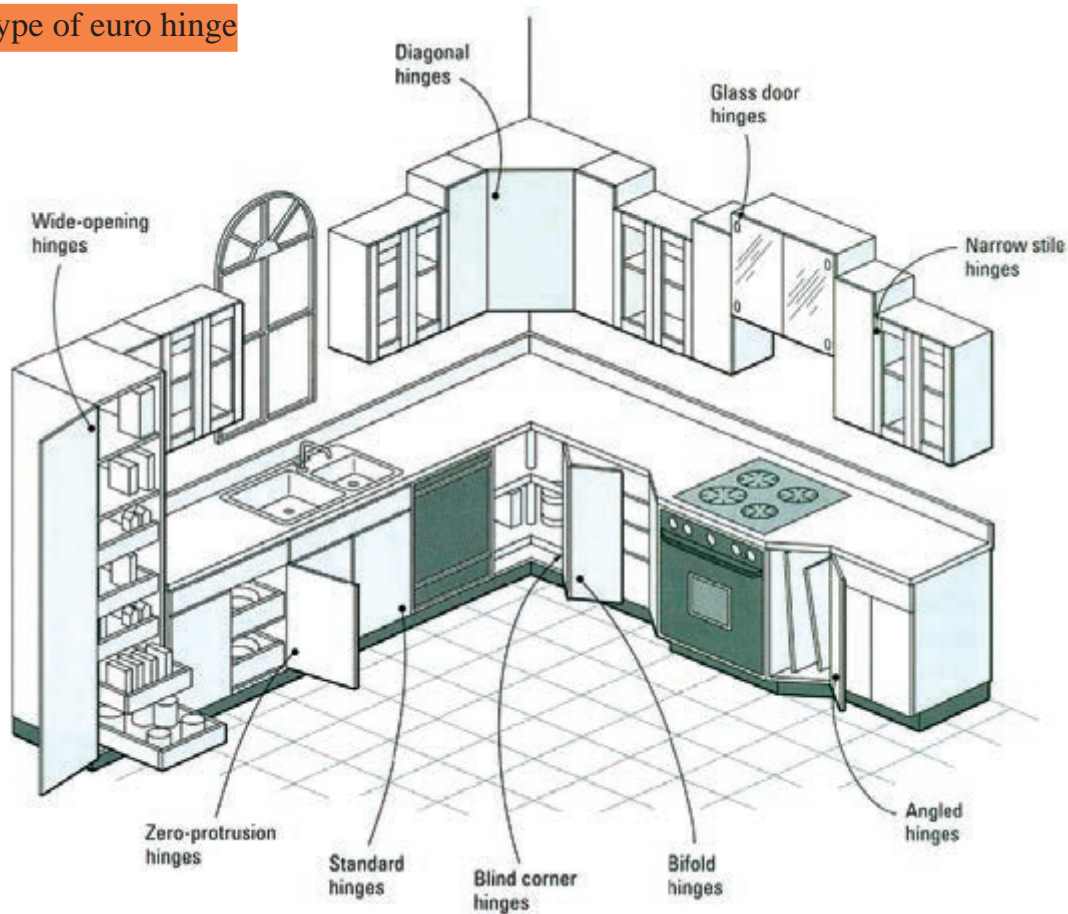 ype of euro hinge
Diagonal
hinges
Glass door
hinges
Wide-opening
hinges
Narrow stile
hinges
Zero-protrusion
hinges
Standard
hinges
Blind corner
hinges
Bifold
hinges
Angled
hinges